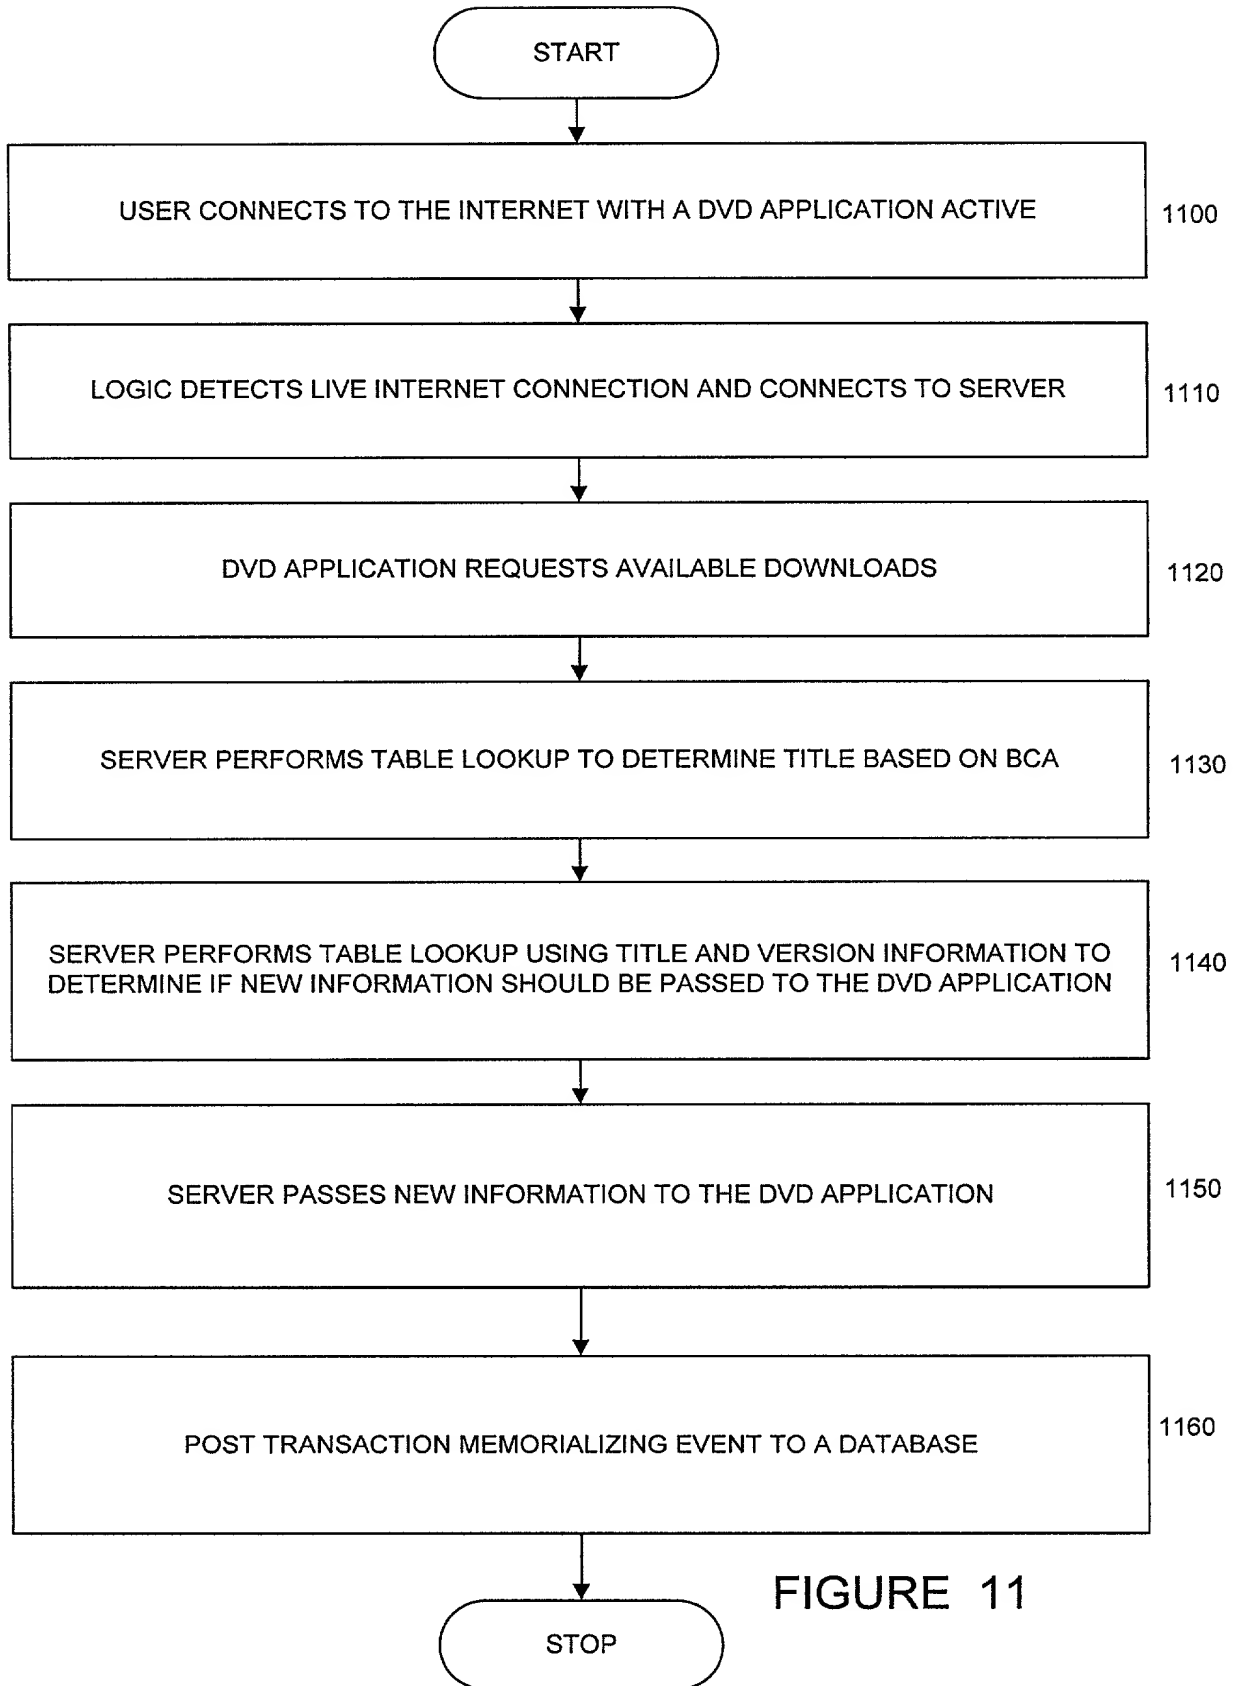 START
USER CONNECTS TO THE INTERNET WITH A DVD APPLICATION ACTIVE
1100
LOGIC DETECTS LIVE INTERNET CONNECTION AND CONNECTS TO SERVER
1110
DVD APPLICATION REQUESTS AVAILABLE DOWNLOADS
1120
SERVER PERFORMS TABLE LOOKUP TO DETERMINE TITLE BASED ON BCA
1130
SERVER PERFORMS TABLE LOOKUP USING TITLE AND VERSION INFORMATION TO
DETERMINE IF NEW INFORMATION SHOULD BE PASSED TO THE DVD APPLICATION
1140
SERVER PASSES NEW INFORMATION TO THE DVD APPLICATION
1150
POST TRANSACTION MEMORIALIZING EVENT TO A DATABASE
1160
FIGURE 11
STOP